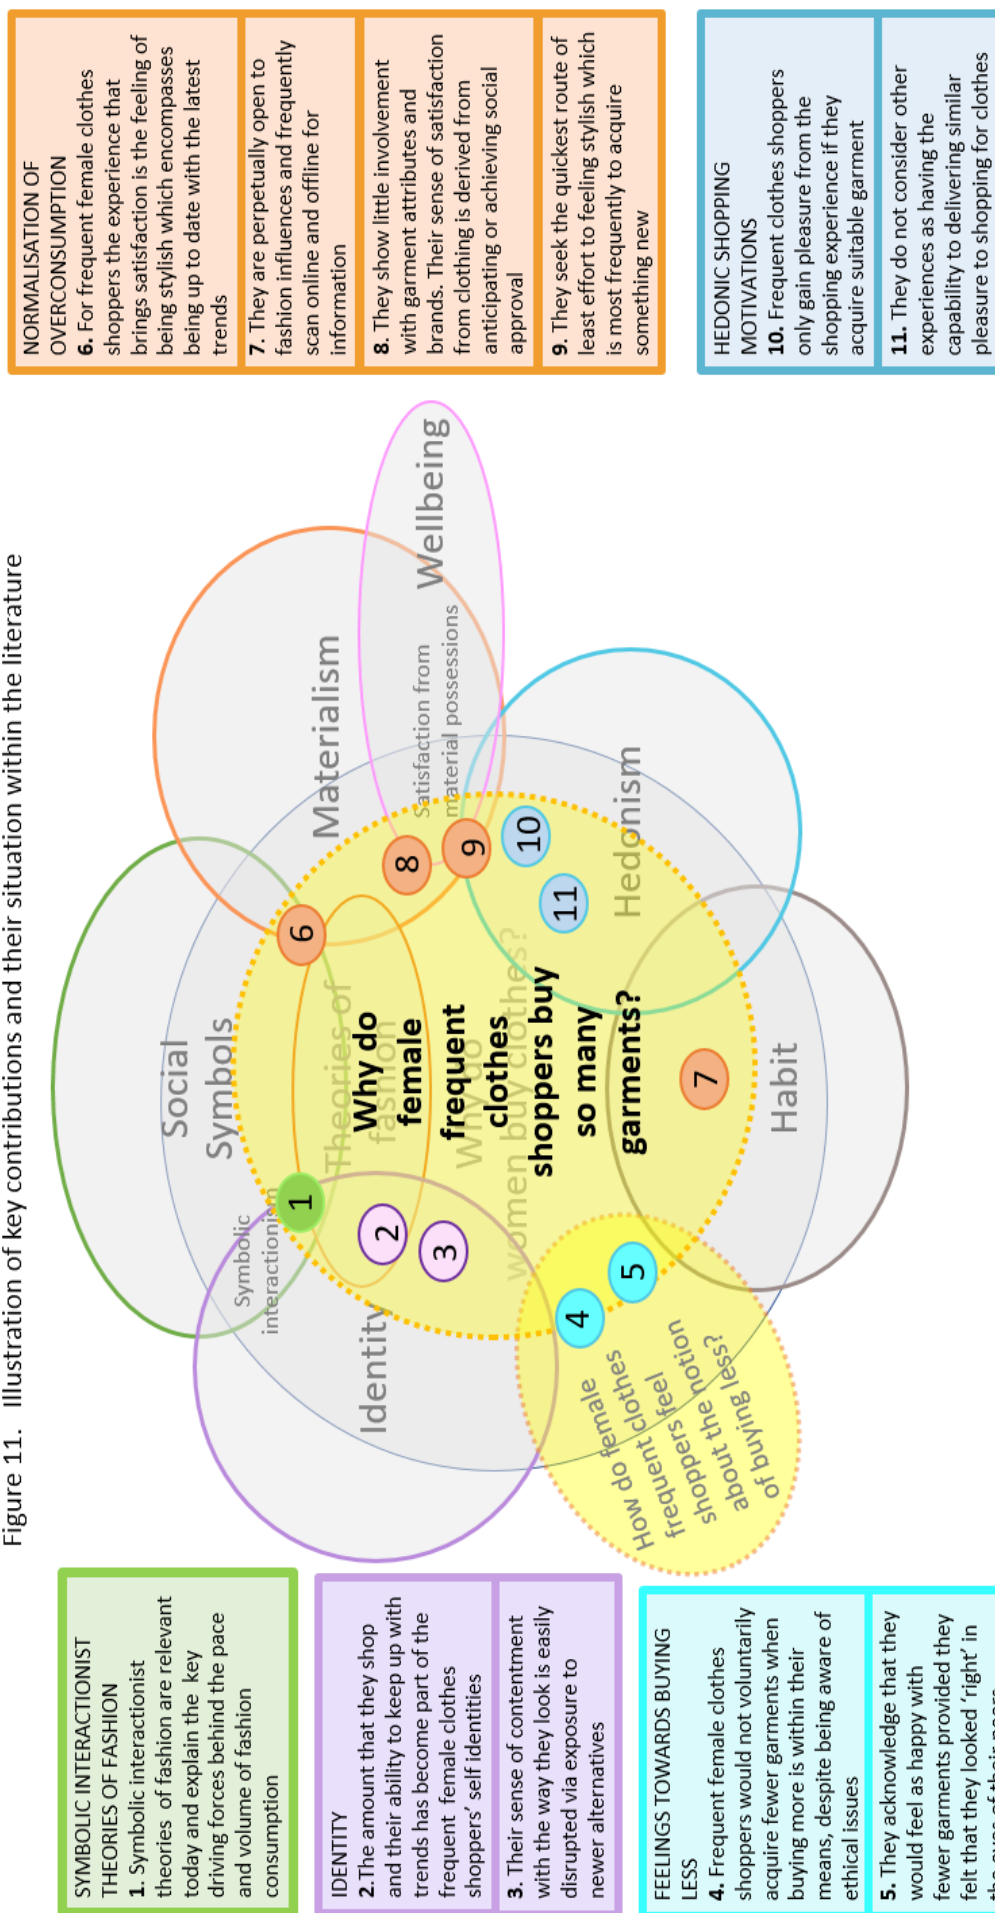 Figure 11. Illustration of key contributions and their situation within the literature
SYMBOLIC INTERACTIONIST
THEORIES OF FASHION
1. Symbolic interactionist
theories of fashion are relevant
today and explain the key
driving forces behind the pace
and volume of fashion
consumption
IDENTITY
2.The amount that they shop
and their ability to keep up with
trends has become part of the
frequent female clothes
shoppers' self identities
3. Their sense of contentment
with the way they look is easily
disrupted via exposure to
newer alternatives
FEELINGS TOWARDS BUYING
LESS
4. Frequent female clothes
shoppers would not voluntarily
acquire fewer garments when
buying more is within their
means, despite being aware of
ethical issues
5. They acknowledge that they
would feel as happy with
fewer garments provided they
felt that they looked 'right' in
Social
Symbols
Symbolic
interactionism
Identity
Theories of
fashion
Why do
women buy clothes?
Why do
female
frequent
clothes
shoppers buy
so many
garments?
Materialism
Satisfaction from
material possessions
Wellbeing
Hedonism
Habit
How do female
frequent clothes
shoppers feel
about the notion
of buying less?
1
2
3
4
5
6
7
8
9
10
11
NORMALISATION OF
OVERCONSUMPTION
6. For frequent female clothes
shoppers the experience that
brings satisfaction is the feeling of
being stylish which encompasses
being up to date with the latest
trends
7. They are perpetually open to
fashion influences and frequently
scan online and offline for
information
8. They show little involvement
with garment attributes and
brands. Their sense of satisfaction
from clothing is derived from
anticipating or achieving social
approval
9. They seek the quickest route of
least effort to feeling stylish which
is most frequently to acquire
something new
HEDONIC SHOPPING
MOTIVATIONS
10. Frequent clothes shoppers
only gain pleasure from the
shopping experience if they
acquire suitable garment
11. They do not consider other
experiences as having the
capability to delivering similar
pleasure to shopping for clothes